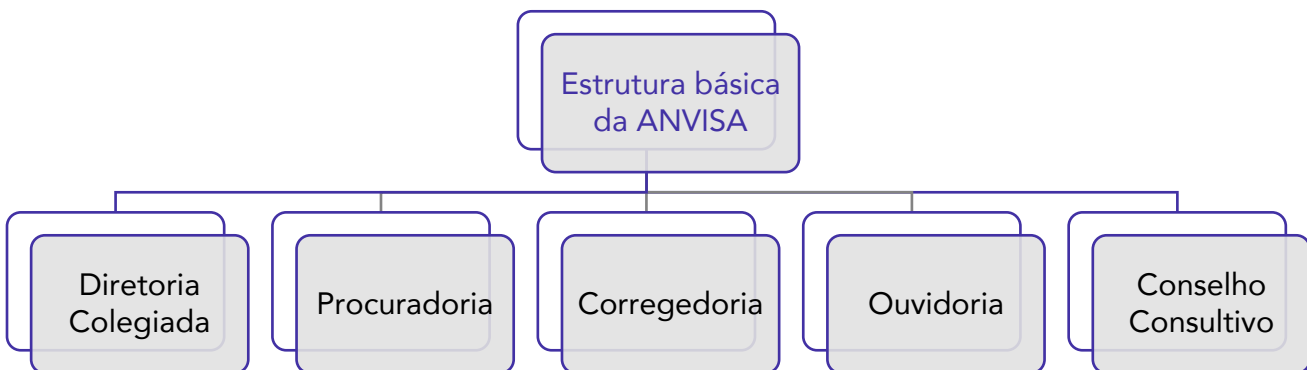 Estrutura básica
da ANVISA
Diretoria
Colegiada
Procuradoria
Corregedoria
Ouvidoria
Conselho
Consultivo